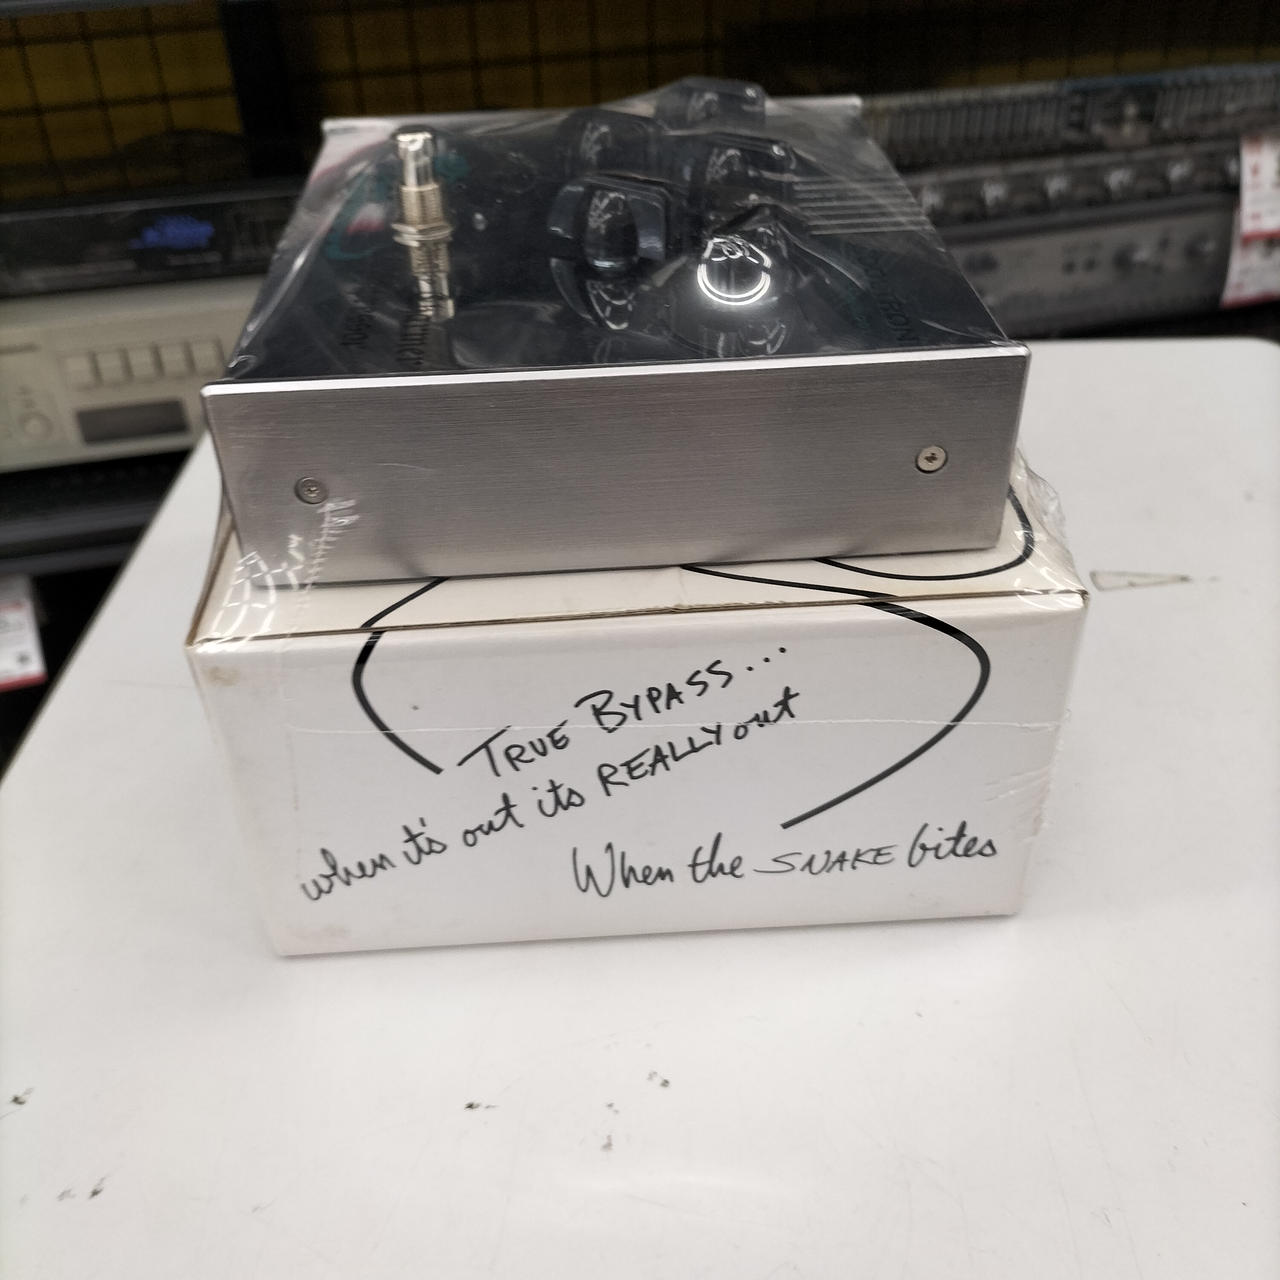 TRUE BYPASS...
when it's out its REALLY out
When the SNAKE bites